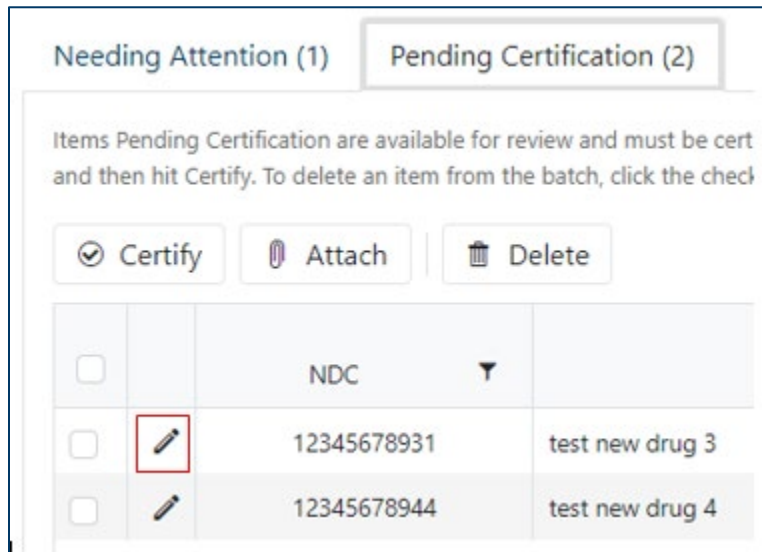 Needing Attention (1) Pending Certification (2)
Items Pending Certification are available for review and must be cert
and then hit Certify. To delete an item from the batch, click the check
Certify Attach Delete
NDC
12345678931 test new drug 3
12345678944 test new drug 4